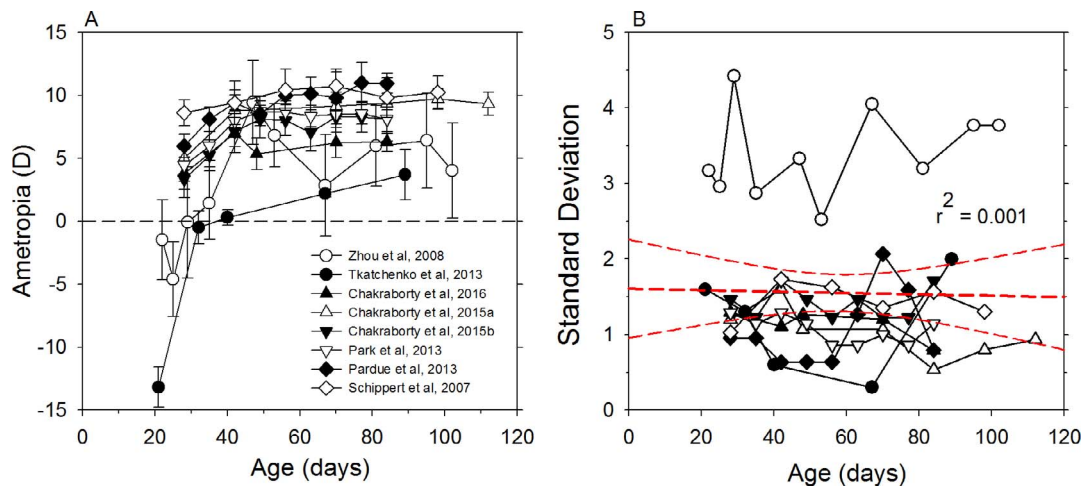 A
Ametropia (D)
15
10
5
0
-5
-10
-15
Zhou et al, 2008
Tkatchenko et al, 2013
Chakraborty et al, 2016
Chakraborty et al, 2015a
Chakraborty et al, 2015b
Park et al, 2013
Pardue et al, 2013
Schippert et al, 2007
0 20 40 60 80 100 120
Age (days)
B
Standard Deviation
5
4
3
2
1
0
r² = 0.001
0 20 40 60 80 100 120
Age (days)